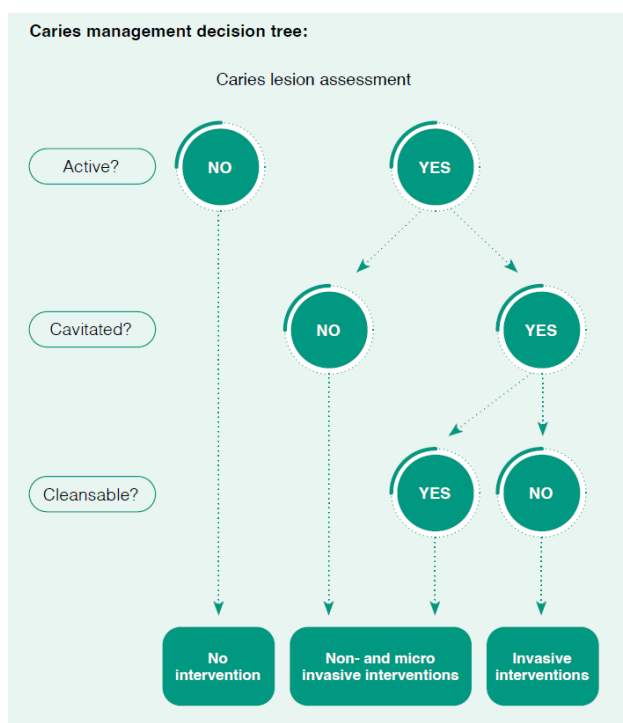 Caries management decision tree:
Caries lesion assessment
Active?
NO
YES
Cavitated?
NO
YES
Cleansable?
YES
NO
No
intervention
Non- and micro
invasive interventions
Invasive
interventions